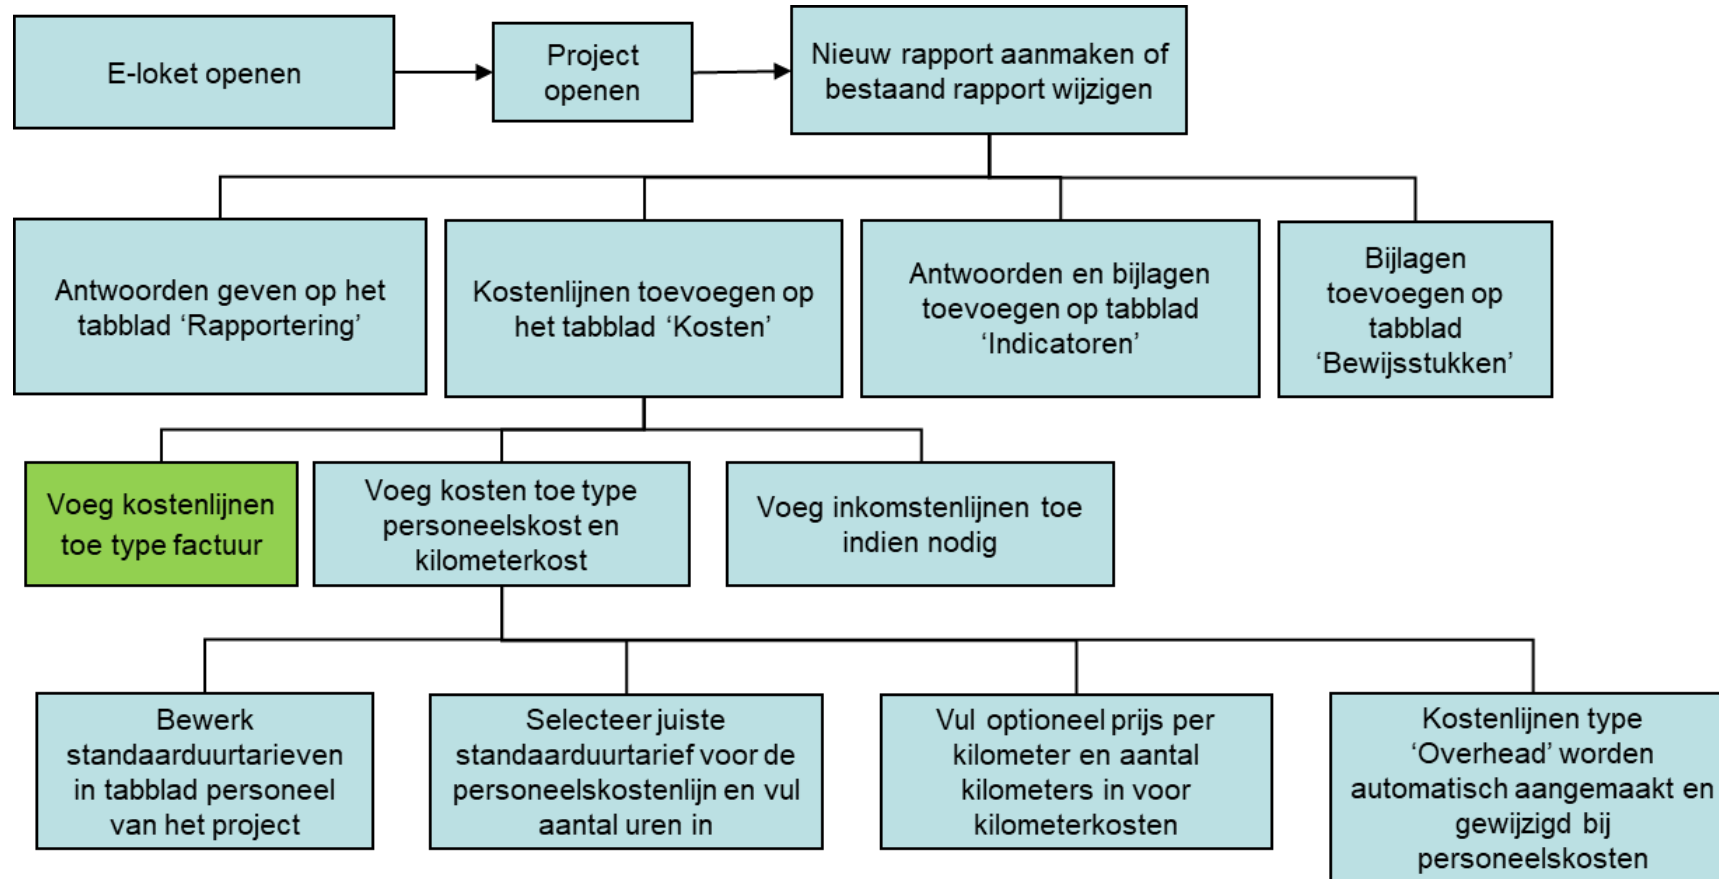 E-loket openen
Project
openen
Nieuw rapport aanmaken of
bestaand rapport wijzigen
Antwoorden geven op het
tabblad ‘Rapportering’
Kostenlijnen toevoegen op
het tabblad ‘Kosten’
Antwoorden en bijlagen
toevoegen op tabblad
‘Indicatoren’
Bijlagen
toevoegen op
tabblad
‘Bewijsstukken’
Voeg kostenlijnen
toe type factuur
Voeg kosten toe type
personeelskost en
kilometerkost
Voeg inkomstenlijnen toe
indien nodig
Bewerk
standaarduurtarieven
in tabblad personeel
van het project
Selecteer juiste
standaarduurtarief voor de
personeelskostenlijn en vul
aantal uren in
Vul optioneel prijs per
kilometer en aantal
kilometers in voor
kilometerkosten
Kostenlijnen type
‘Overhead’ worden
automatisch aangemaakt en
gewijzigd bij
personeelskosten